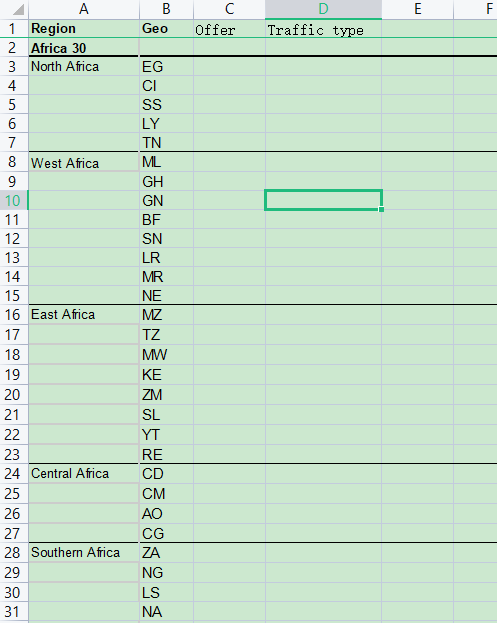 A B C D E F
1 Region Geo Offer Traffic type
2 Africa 30
3 North Africa EG
4 CI
5 SS
6 LY
7 TN
8 West Africa ML
9 GH
10 GN
11 BF
12 SN
13 LR
14 MR
15 NE
16 East Africa MZ
17 TZ
18 MW
19 KE
20 ZM
21 SL
22 YT
23 RE
24 Central Africa CD
25 CM
26 AO
27 CG
28 Southern Africa ZA
29 NG
30 LS
31 NA